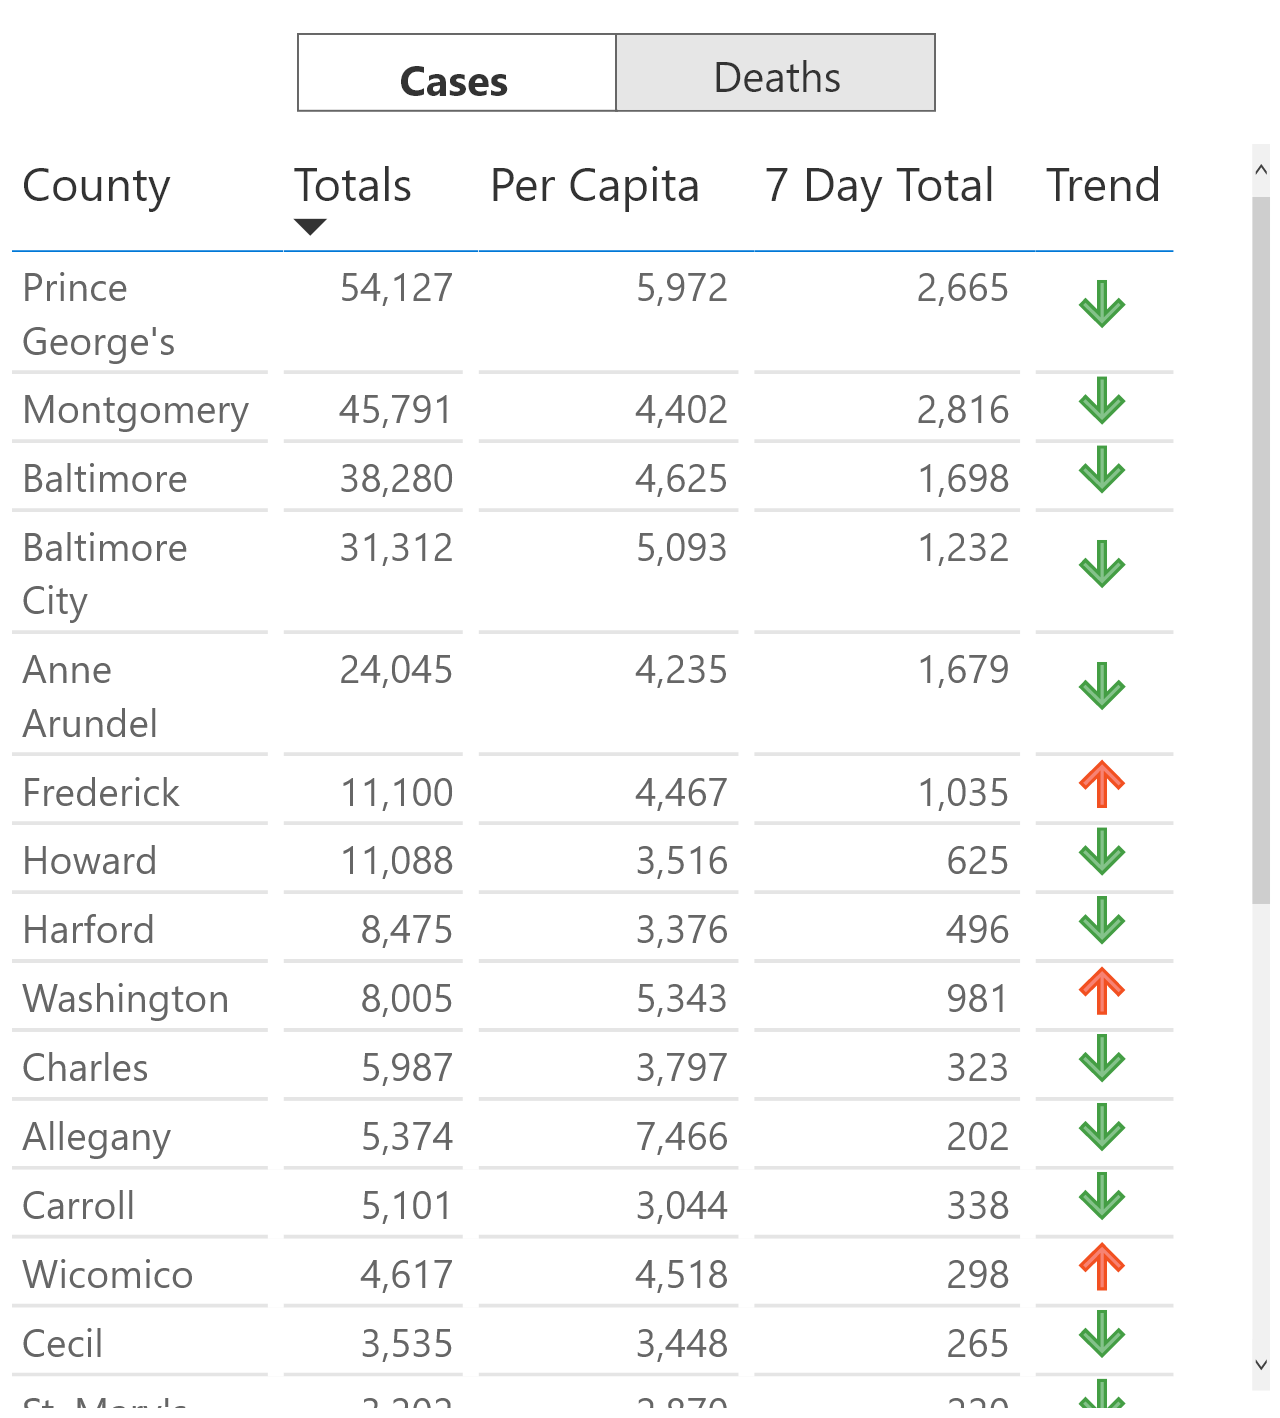 Cases Deaths
County Totals Per Capita 7 Day Total Trend
Prince 54,127 5,972 2,665
George's
Montgomery 45,791 4,402 2,816
Baltimore 38,280 4,625 1,698
Baltimore 31,312 5,093 1,232
City
Anne 24,045 4,235 1,679
Arundel
Frederick 11,100 4,467 1,035
Howard 11,088 3,516 625
Harford 8,475 3,376 496
Washington 8,005 5,343 981
Charles 5,987 3,797 323
Allegany 5,374 7,466 202
Carroll 5,101 3,044 338
Wicomico 4,617 4,518 298
Cecil 3,535 3,448 265
St. Mary's